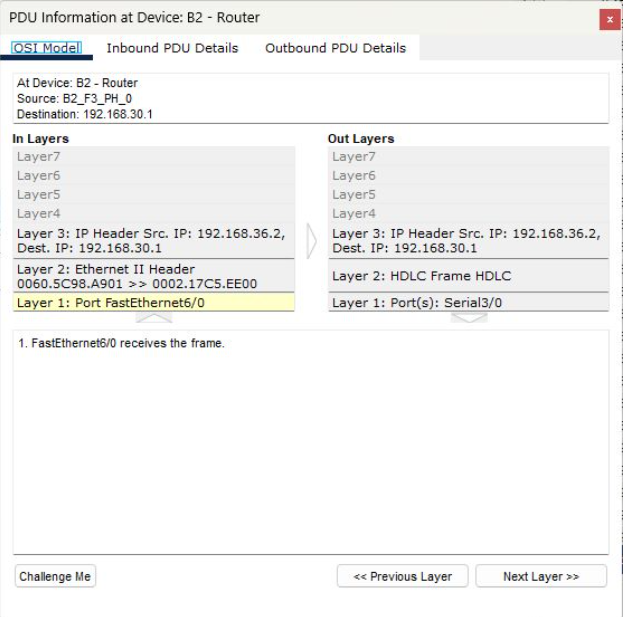 PDU Information at Device: B2 - Router
x
OSI Model Inbound PDU Details Outbound PDU Details
At Device: B2 - Router
Source: B2_F3_PH_0
Destination: 192.168.30.1
In Layers
Layer7
Layer6
Layer5
Layer4
Layer 3: IP Header Src. IP: 192.168.36.2,
Dest. IP: 192.168.30.1
Layer 2: Ethernet II Header
0060.5C98.A901 >> 0002.17C5.EE00
Layer 1: Port FastEthernet6/0
Out Layers
Layer7
Layer6
Layer5
Layer4
Layer 3: IP Header Src. IP: 192.168.36.2,
Dest. IP: 192.168.30.1
Layer 2: HDLC Frame HDLC
Layer 1: Port(s): Serial3/0
1. FastEthernet6/0 receives the frame.
Challenge Me << Previous Layer Next Layer >>